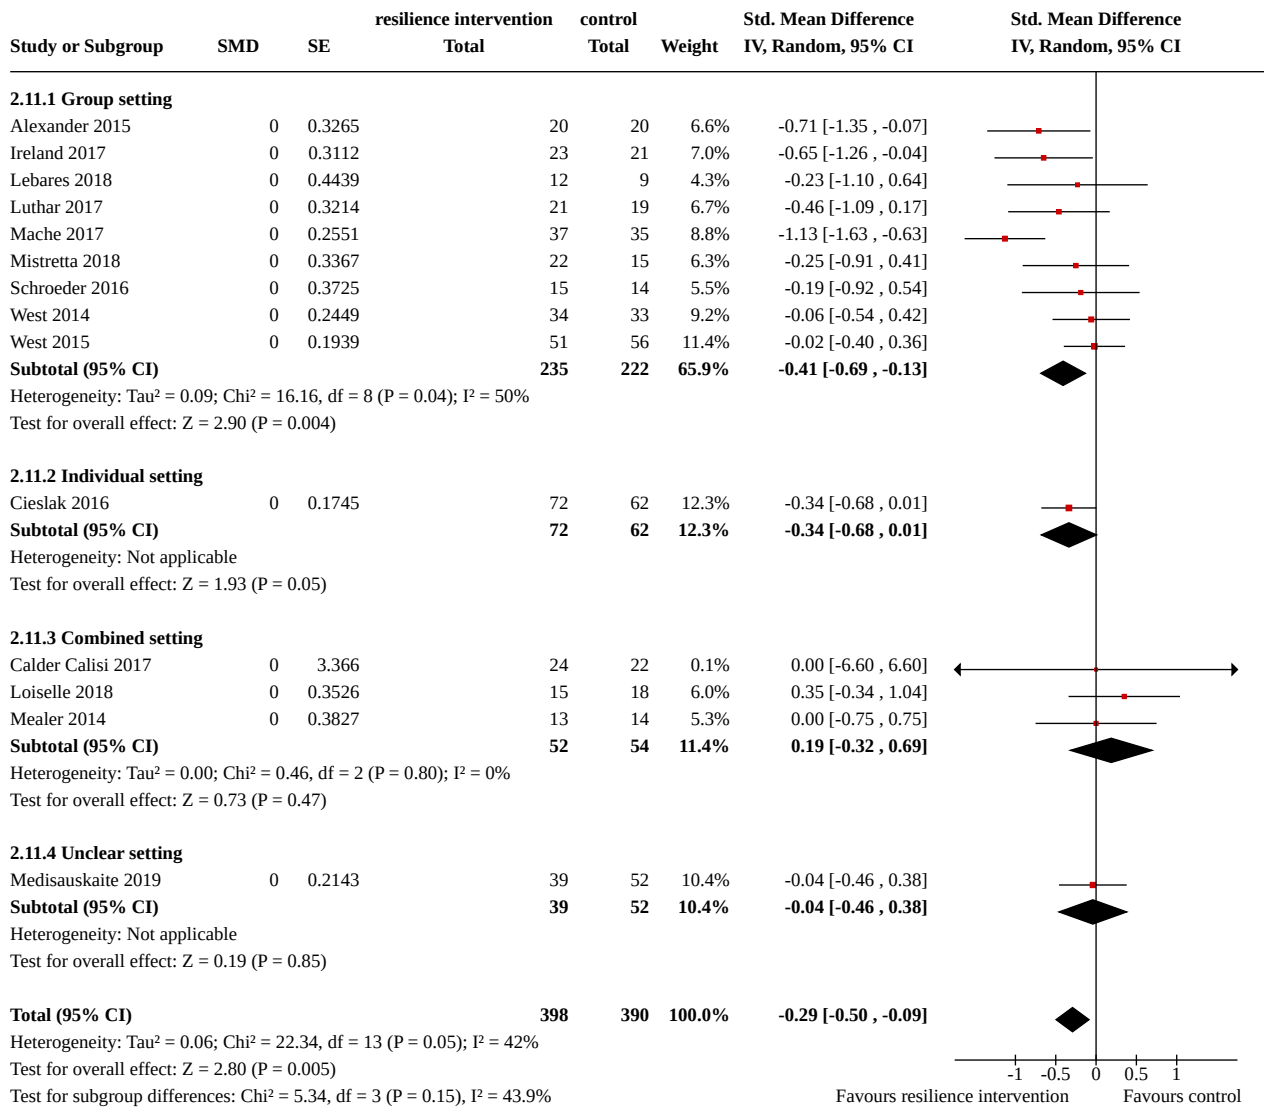 resilience intervention control Std. Mean Difference Std. Mean Difference
Study or Subgroup SMD SE Total Total Weight IV, Random, 95% CI IV, Random, 95% CI
2.11.1 Group setting
Alexander 2015 0 0.3265 20 20 6.6% -0.71 [-1.35 , -0.07]
Ireland 2017 0 0.3112 23 21 7.0% -0.65 [-1.26 , -0.04]
Lebares 2018 0 0.4439 12 9 4.3% -0.23 [-1.10 , 0.64]
Luthar 2017 0 0.3214 21 19 6.7% -0.46 [-1.09 , 0.17]
Mache 2017 0 0.2551 37 35 8.8% -1.13 [-1.63 , -0.63]
Mistretta 2018 0 0.3367 22 15 6.3% -0.25 [-0.91 , 0.41]
Schroeder 2016 0 0.3725 15 14 5.5% -0.19 [-0.92 , 0.54]
West 2014 0 0.2449 34 33 9.2% -0.06 [-0.54 , 0.42]
West 2015 0 0.1939 51 56 11.4% -0.02 [-0.40 , 0.36]
Subtotal (95% CI) 235 222 65.9% -0.41 [-0.69 , -0.13]
Heterogeneity: Tau² = 0.09; Chi² = 16.16, df = 8 (P = 0.04); I² = 50%
Test for overall effect: Z = 2.90 (P = 0.004)
2.11.2 Individual setting
Cieslak 2016 0 0.1745 72 62 12.3% -0.34 [-0.68 , 0.01]
Subtotal (95% CI) 72 62 12.3% -0.34 [-0.68 , 0.01]
Heterogeneity: Not applicable
Test for overall effect: Z = 1.93 (P = 0.05)
2.11.3 Combined setting
Calder Calisi 2017 0 3.366 24 22 0.1% 0.00 [-6.60 , 6.60]
Loiselle 2018 0 0.3526 15 18 6.0% 0.35 [-0.34 , 1.04]
Mealer 2014 0 0.3827 13 14 5.3% 0.00 [-0.75 , 0.75]
Subtotal (95% CI) 52 54 11.4% 0.19 [-0.32 , 0.69]
Heterogeneity: Tau² = 0.00; Chi² = 0.46, df = 2 (P = 0.80); I² = 0%
Test for overall effect: Z = 0.73 (P = 0.47)
2.11.4 Unclear setting
Medisauskaite 2019 0 0.2143 39 52 10.4% -0.04 [-0.46 , 0.38]
Subtotal (95% CI) 39 52 10.4% -0.04 [-0.46 , 0.38]
Heterogeneity: Not applicable
Test for overall effect: Z = 0.19 (P = 0.85)
Total (95% CI) 398 390 100.0% -0.29 [-0.50 , -0.09]
Heterogeneity: Tau² = 0.06; Chi² = 22.34, df = 13 (P = 0.05); I² = 42%
Test for overall effect: Z = 2.80 (P = 0.005)
-1 -0.5 0 0.5 1
Test for subgroup differences: Chi² = 5.34, df = 3 (P = 0.15), I² = 43.9% Favours resilience intervention Favours control